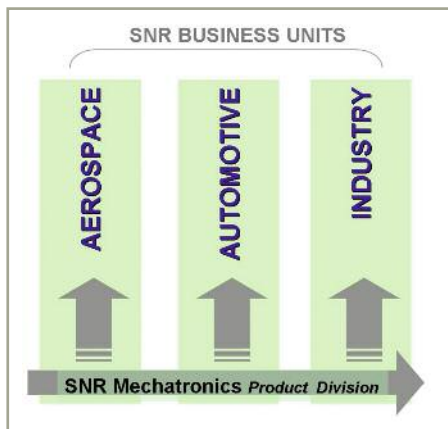 SNR BUSINESS UNITS
AEROSPACE
AUTOMOTIVE
INDUSTRY
SNR Mechatronics Product Division